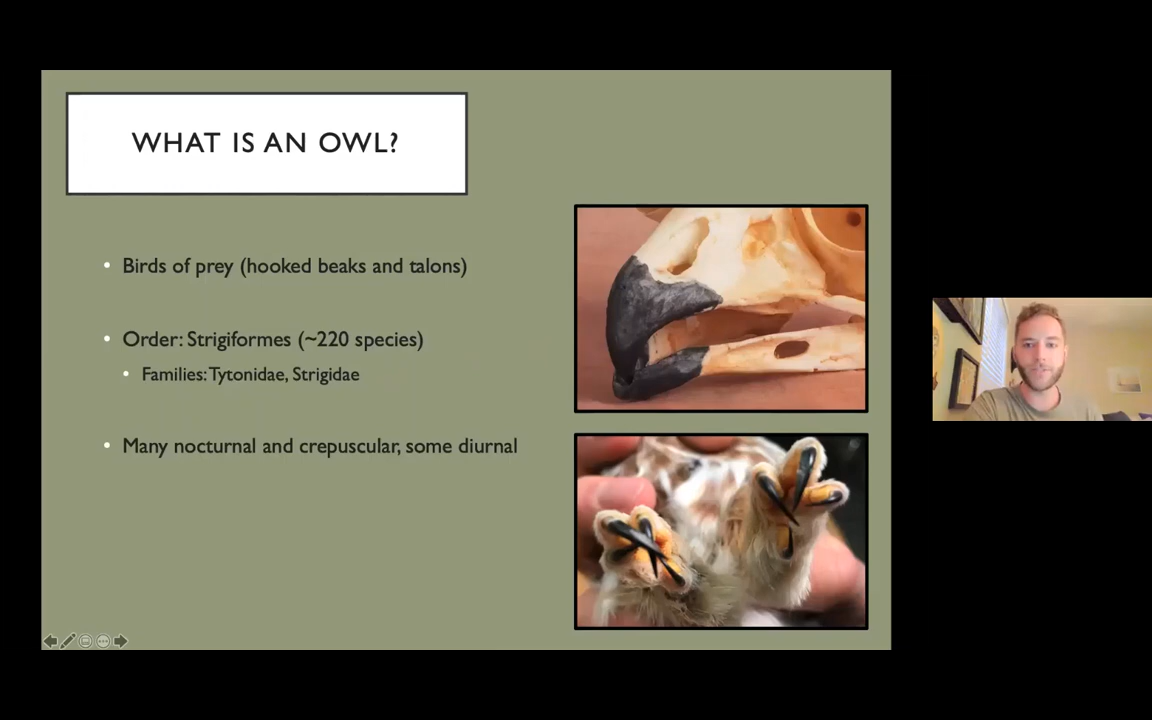 WHAT IS AN OWL?
• Birds of prey (hooked beaks and talons)
• Order: Strigiformes (~220 species)
• Families: Tytonidae, Strigidae
• Many nocturnal and crepuscular, some diurnal